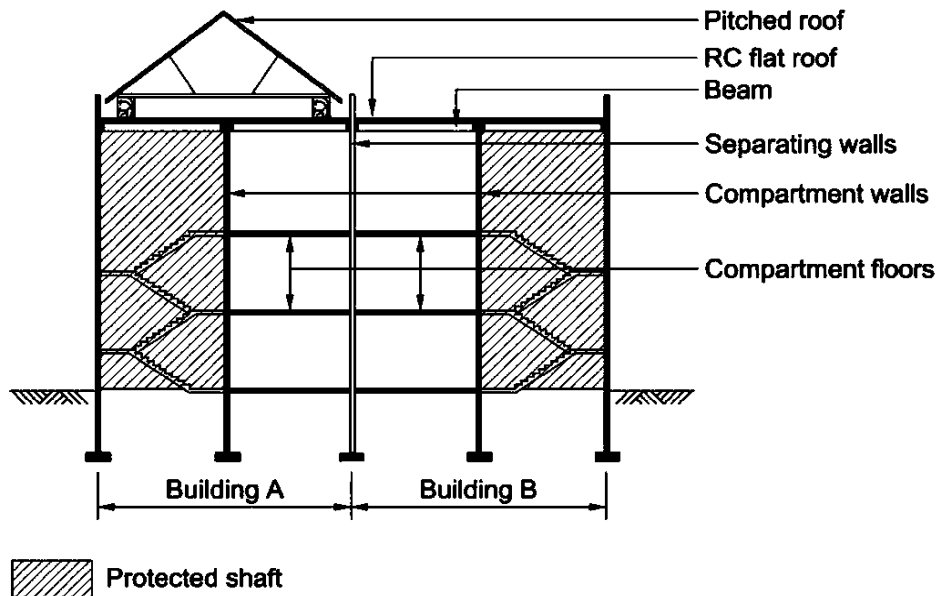 Pitched roof
RC flat roof
Beam
Separating walls
Compartment walls
Compartment floors
Building A
Building B
Protected shaft